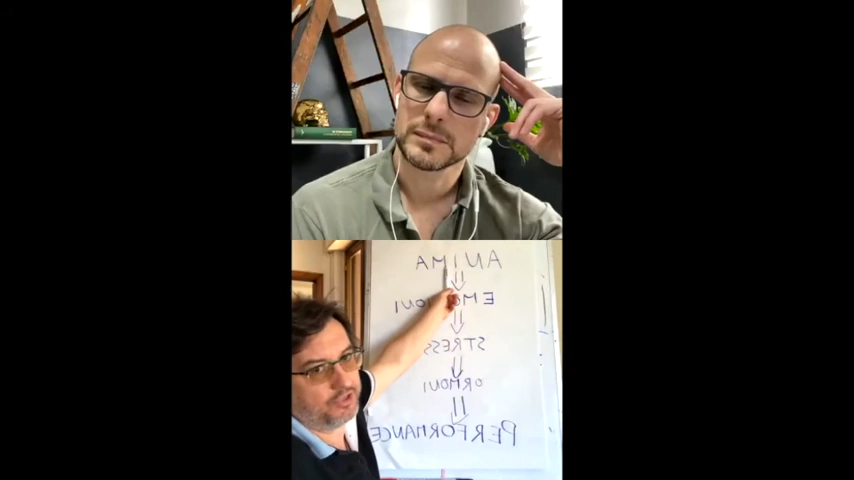 ANIMA
EMOZIONI
STRESS
ORMONI
PERFORMANCE